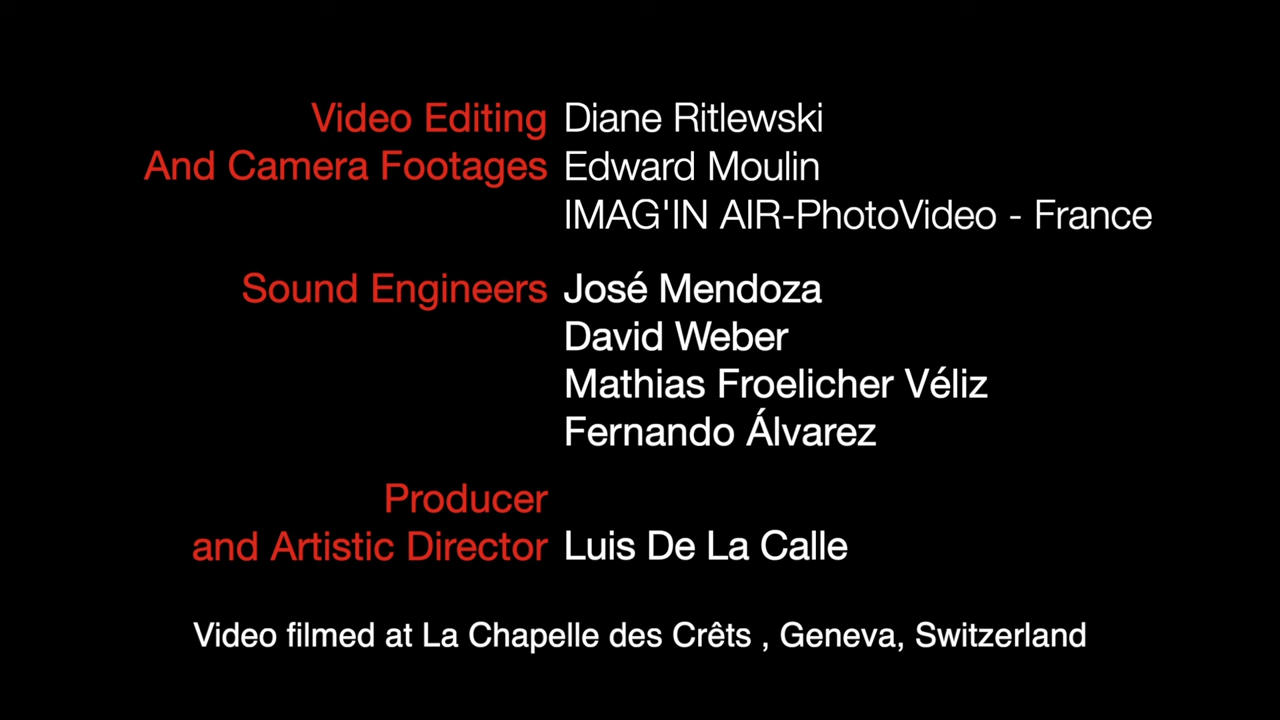 Video Editing Diane Ritlewski
And Camera Footages Edward Moulin
IMAG'IN AIR-PhotoVideo - France
Sound Engineers José Mendoza
David Weber
Mathias Froelicher Véliz
Fernando Álvarez
Producer
and Artistic Director Luis De La Calle
Video filmed at La Chapelle des Crêts , Geneva, Switzerland